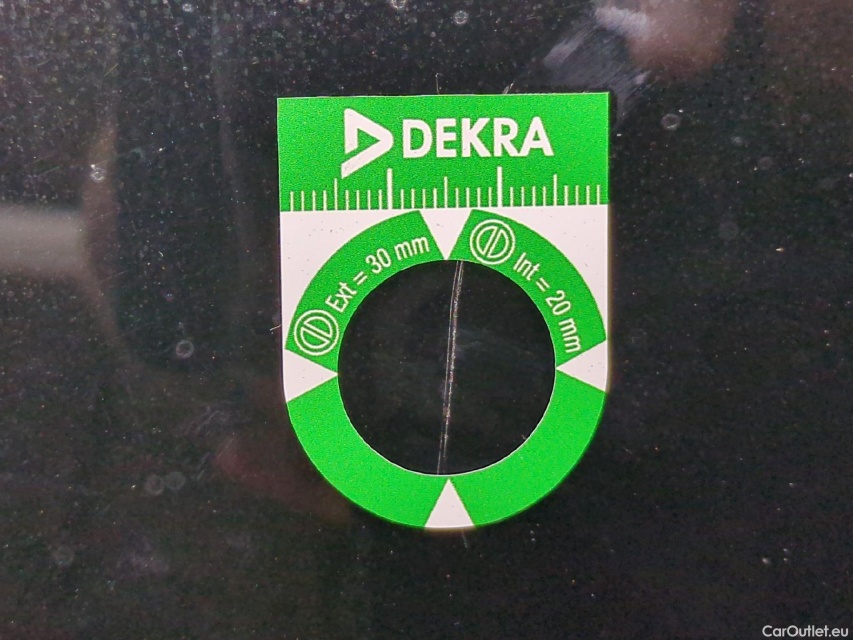 DEKRA
Ext = 30 mm
Int = 20 mm
CarOutlet.eu